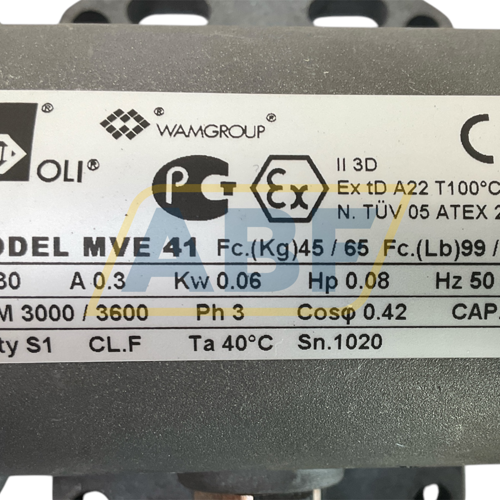 OLI® WAMGROUP®
II 3D
Ex tD A22 T100°C
N. TÜV 05 ATEX 2
ODEL MVE 41 Fc.(Kg)45 / 65 Fc.(Lb)99 /
30 A 0.3 Kw 0.06 Hp 0.08 Hz 50
M 3000 / 3600 Ph 3 Cosφ 0.42 CAP.
ty S1 CL.F Ta 40°C Sn.1020
ABF